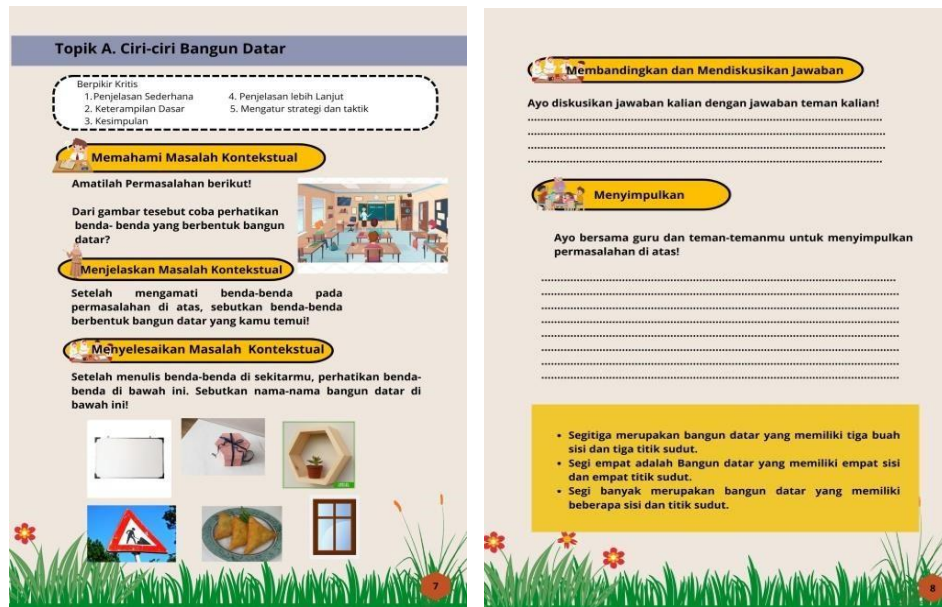 Topik A. Ciri-ciri Bangun Datar
Berpikir Kritis
1.Penjelasan Sederhana
2. Keterampilan Dasar
3. Kesimpulan
4. Penjelasan lebih Lanjut
5. Mengatur strategi dan taktik
Memahami Masalah Kontekstual
Amatilah Permasalahan berikut!
Dari gambar tesebut coba perhatikan
benda- benda yang berbentuk bangun
datar?
Menjelaskan Masalah Kontekstual
Setelah mengamati benda-benda pada
permasalahan di atas, sebutkan benda-benda
berbentuk bangun datar yang kamu temui!
Menyelesaikan Masalah Kontekstual
Setelah menulis benda-benda di sekitarmu, perhatikan benda-
benda di bawah ini. Sebutkan nama-nama bangun datar di
bawah ini!
7
Membandingkan dan Mendiskusikan Jawaban
Ayo diskusikan jawaban kalian dengan jawaban teman kalian!
Menyimpulkan
Ayo bersama guru dan teman-temanmu untuk menyimpulkan
permasalahan di atas!
• Segitiga merupakan bangun datar yang memiliki tiga buah
sisi dan tiga titik sudut.
• Segi empat adalah Bangun datar yang memiliki empat sisi
dan empat titik sudut.
• Segi banyak merupakan bangun datar yang memiliki
beberapa sisi dan titik sudut.
8